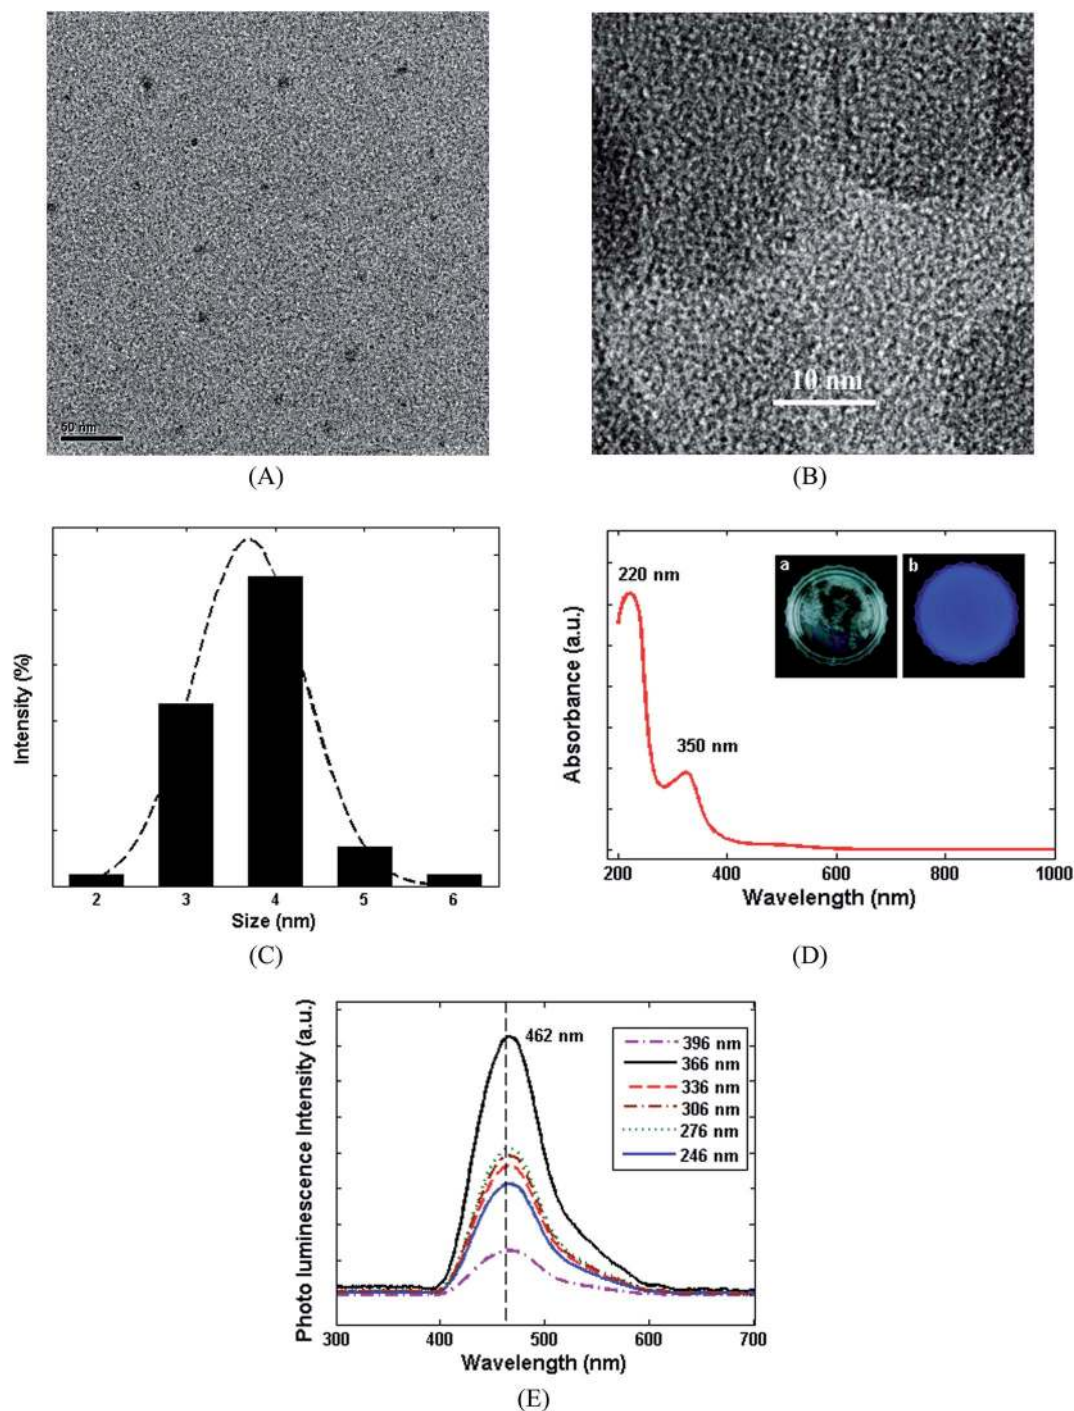 50 nm
10 nm
(A)
(B)
Intensity (%)
2 3 4 5 6
Size (nm)
(C)
Absorbance (a.u.)
220 nm
350 nm
a
b
200 400 600 800 1000
Wavelength (nm)
(D)
Photo luminescence Intensity (a.u.)
462 nm
396 nm
366 nm
336 nm
306 nm
276 nm
246 nm
300 400 500 600 700
Wavelength (nm)
(E)